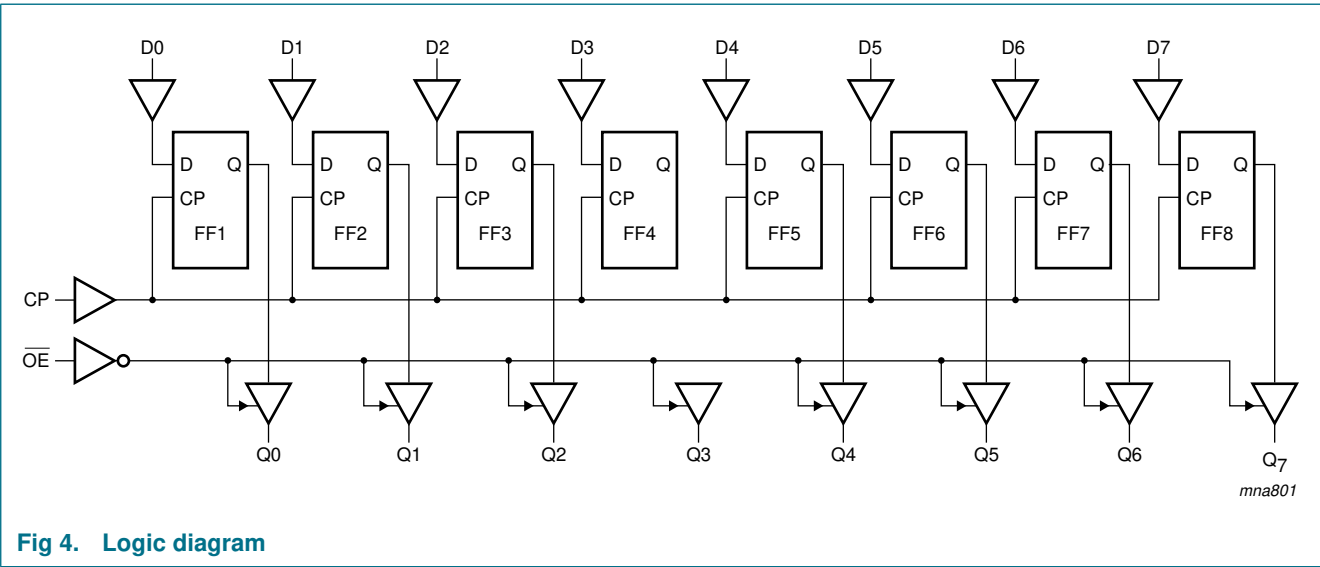 D0 D1 D2 D3 D4 D5 D6 D7
D Q D Q D Q D Q D Q D Q D Q D Q
CP CP CP CP CP CP CP CP
FF1 FF2 FF3 FF4 FF5 FF6 FF7 FF8
CP
OE
Q0 Q1 Q2 Q3 Q4 Q5 Q6 Q7
mna801
Fig 4. Logic diagram